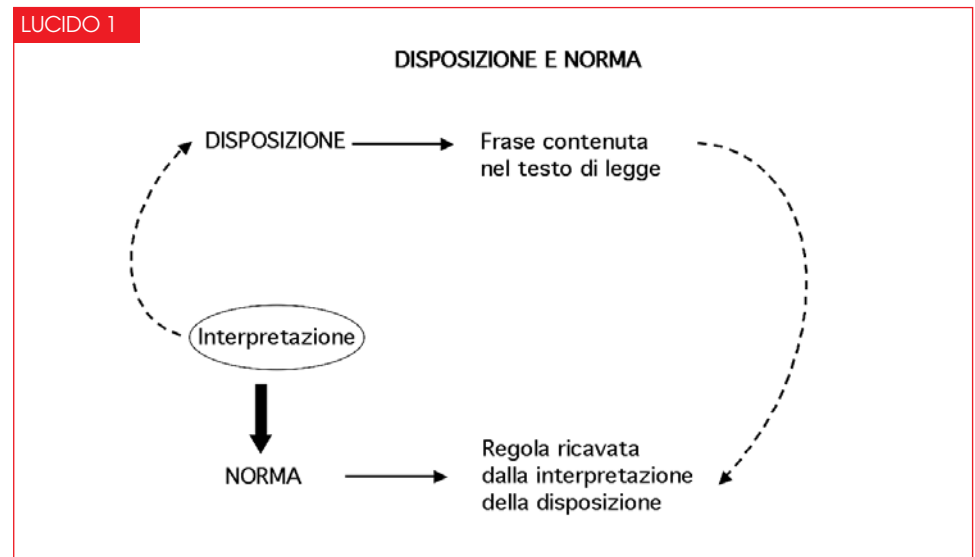 LUCIDO 1
DISPOSIZIONE E NORMA
DISPOSIZIONE
Frase contenuta
nel testo di legge
Interpretazione
NORMA
Regola ricavata
dalla interpretazione
della disposizione